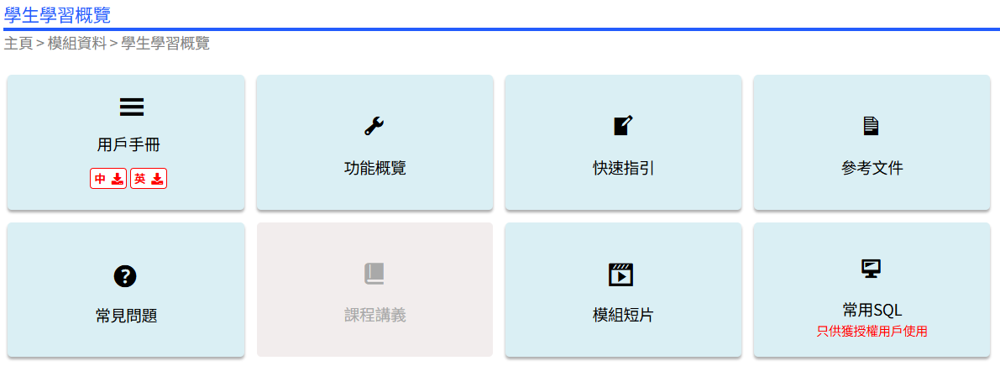 學生學習概覽
主頁 > 模組資料 > 學生學習概覽
用戶手冊
中 英
功能概覽
快速指引
參考文件
常見問題
課程講義
模組短片
常用SQL
只供獲授權用戶使用